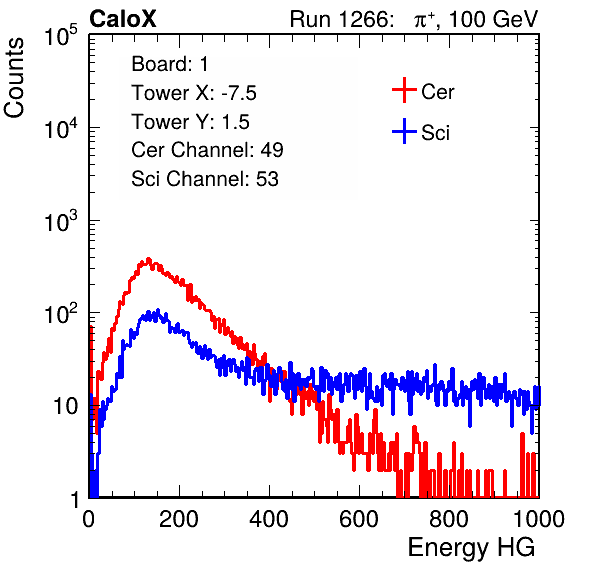 CaloX Run 1266: π⁺, 100 GeV
Board: 1
Tower X: -7.5
Tower Y: 1.5
Cer Channel: 49
Sci Channel: 53
Cer
Sci
Counts
10⁵
10⁴
10³
10²
10
1
0 200 400 600 800 1000
Energy HG